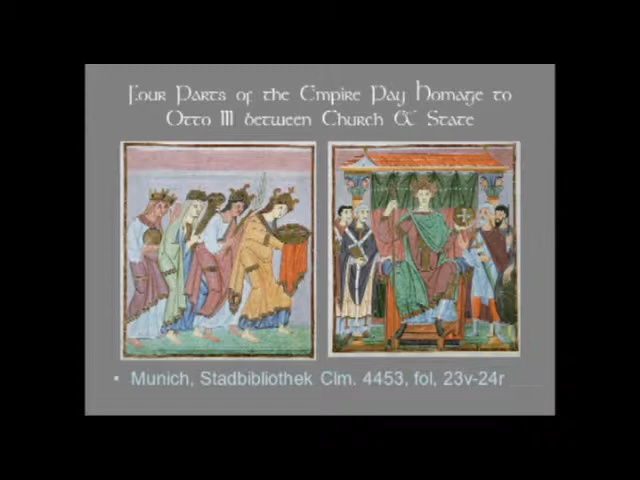 Four Parts of the Empire Pay Homage to
Otto III between Church & State
• Munich, Stadbibliothek Clm. 4453, fol, 23v-24r